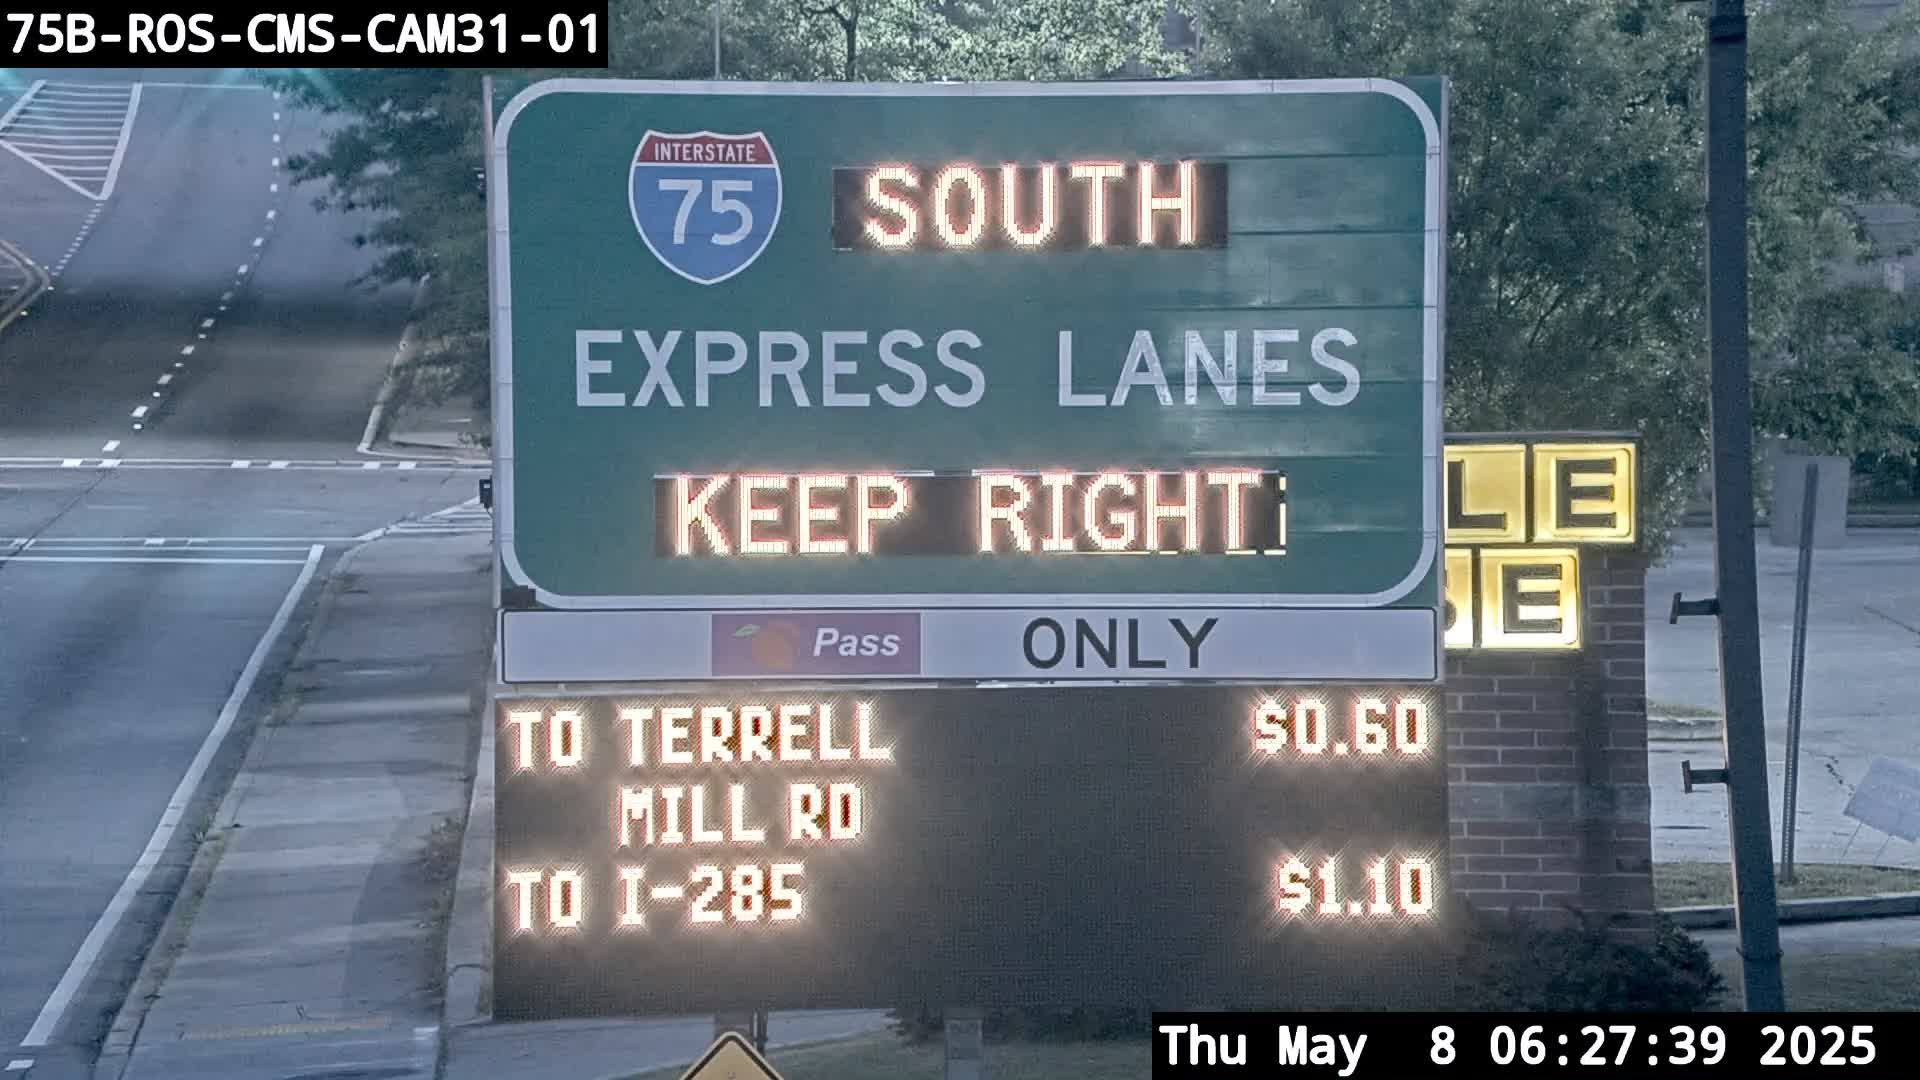 75B-ROS-CMS-CAM31-01
INTERSTATE
75
SOUTH
EXPRESS LANES
KEEP RIGHT
Pass ONLY
TO TERRELL $0.60
MILL RD
TO I-285 $1.10
LE
E
Thu May 8 06:27:39 2025